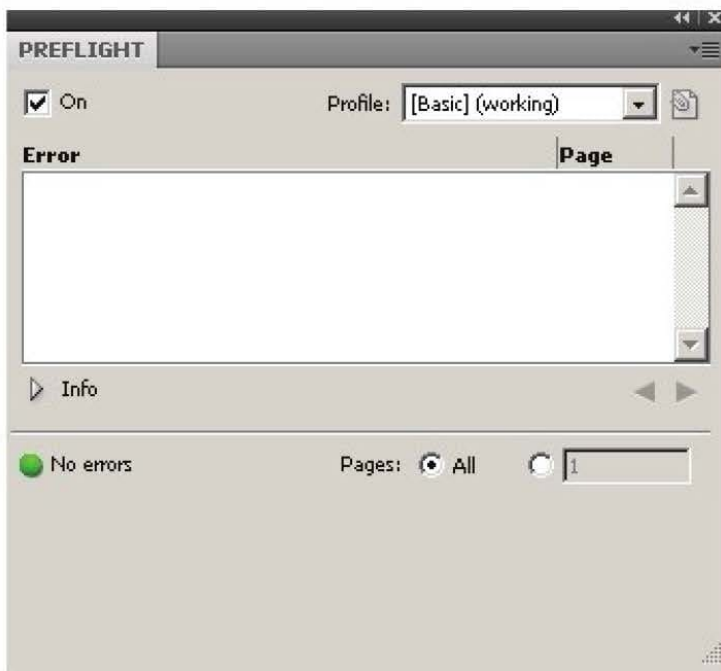 PREFLIGHT
On Profile: [Basic] (working)
Error Page
Info
No errors Pages: All 1